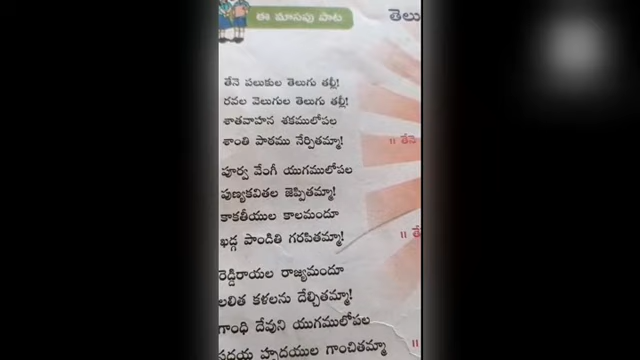 ఈ మాసపు పాట
తెలు
తేనె పలుకుల తెలుగు తల్లీ!
రవల వెలుగుల తెలుగు తల్లీ!
శాతవాహన శకములోపల
శాంతి పాఠము నేర్పితమ్మా!
|| తేనె
పూర్వ వేంగీ యుగములోపల
పుణ్యకవితల జెప్పితమ్మా!
కాకతీయుల కాలమందూ
ఖడ్గ పాండితి గరపితమ్మా!
|| తే
రెడ్డిరాయల రాజ్యమందూ
లలిత కళలను దేల్చితమ్మా!
గాంధి దేవుని యుగములోపల
సదయ హృదయుల గాంచితమ్మా
||